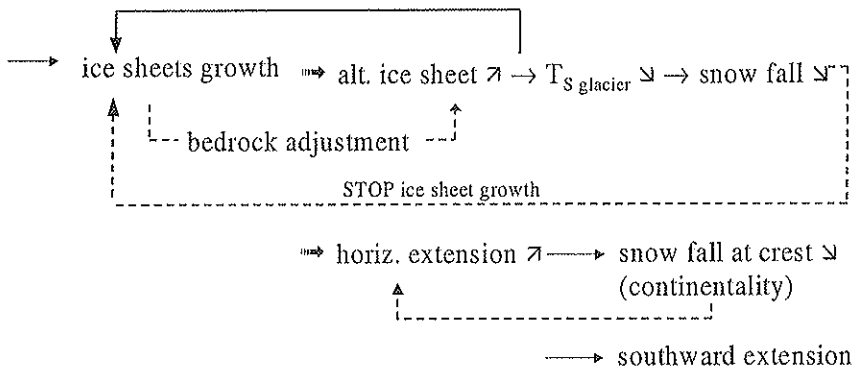 ice sheets growth ⇢ alt. ice sheet ↗ → T_S glacier ↘ → snow fall ↘
bedrock adjustment
STOP ice sheet growth
⇢ horiz. extension ↗ → snow fall at crest ↘
(continentality)
→ southward extension